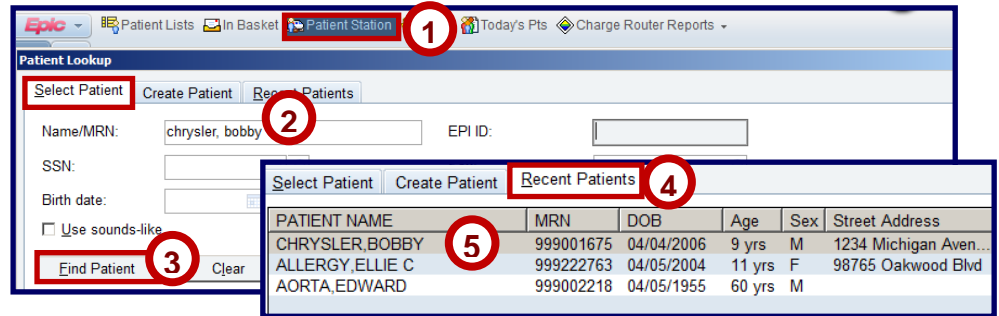 Epic Patient Lists In Basket Patient Station 1 Today's Pts Charge Router Reports
Patient Lookup
Select Patient Create Patient Recent Patients
Name/MRN: chrysler, bobby 2 EPI ID:
SSN:
Birth date:
Use sounds-like
Find Patient 3 Clear
Select Patient Create Patient Recent Patients 4
PATIENT NAME MRN DOB Age Sex Street Address
CHRYSLER,BOBBY 5 999001675 04/04/2006 9 yrs M 1234 Michigan Aven...
ALLERGY,ELLIE C 999222763 04/05/2004 11 yrs F 98765 Oakwood Blvd
AORTA,EDWARD 999002218 04/05/1955 60 yrs M